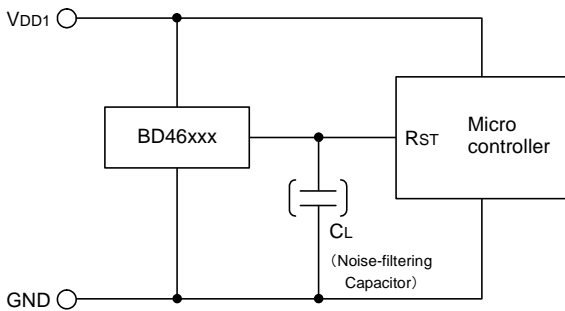 VDD1
BD46xxx
RST
Micro
controller
CL
（Noise-filtering
Capacitor）
GND